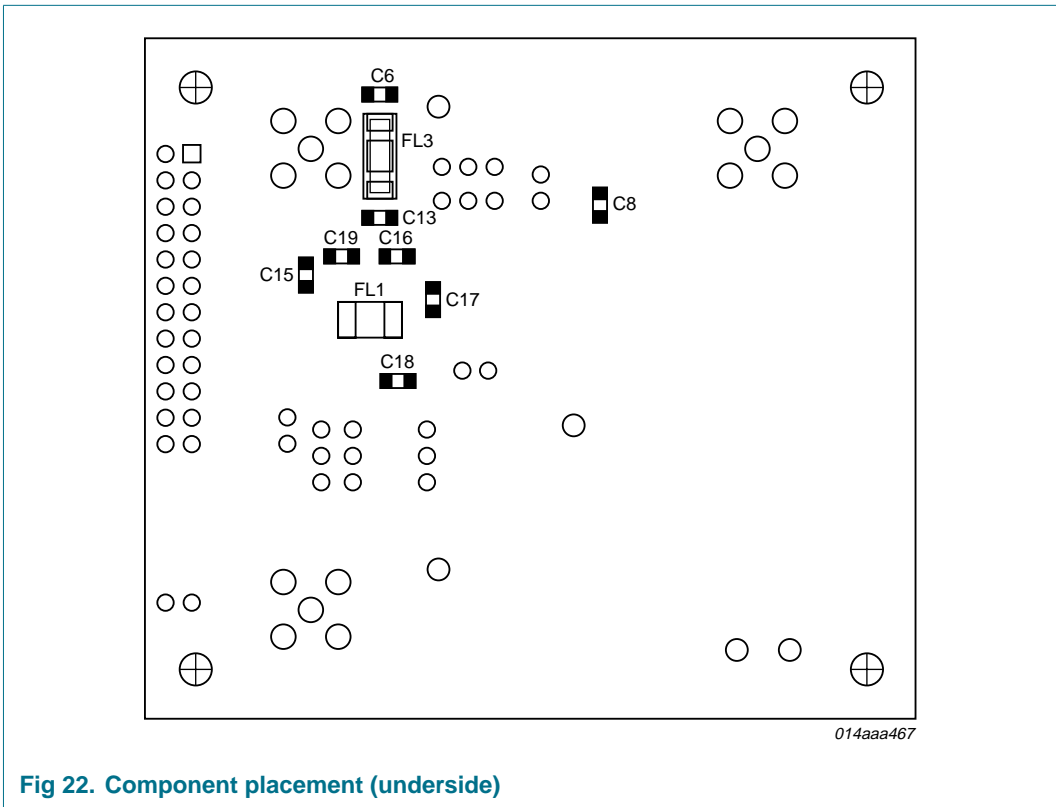 C6
FL3
C8
C13
C19
C16
C15
FL1
C17
C18
014aaa467
Fig 22. Component placement (underside)